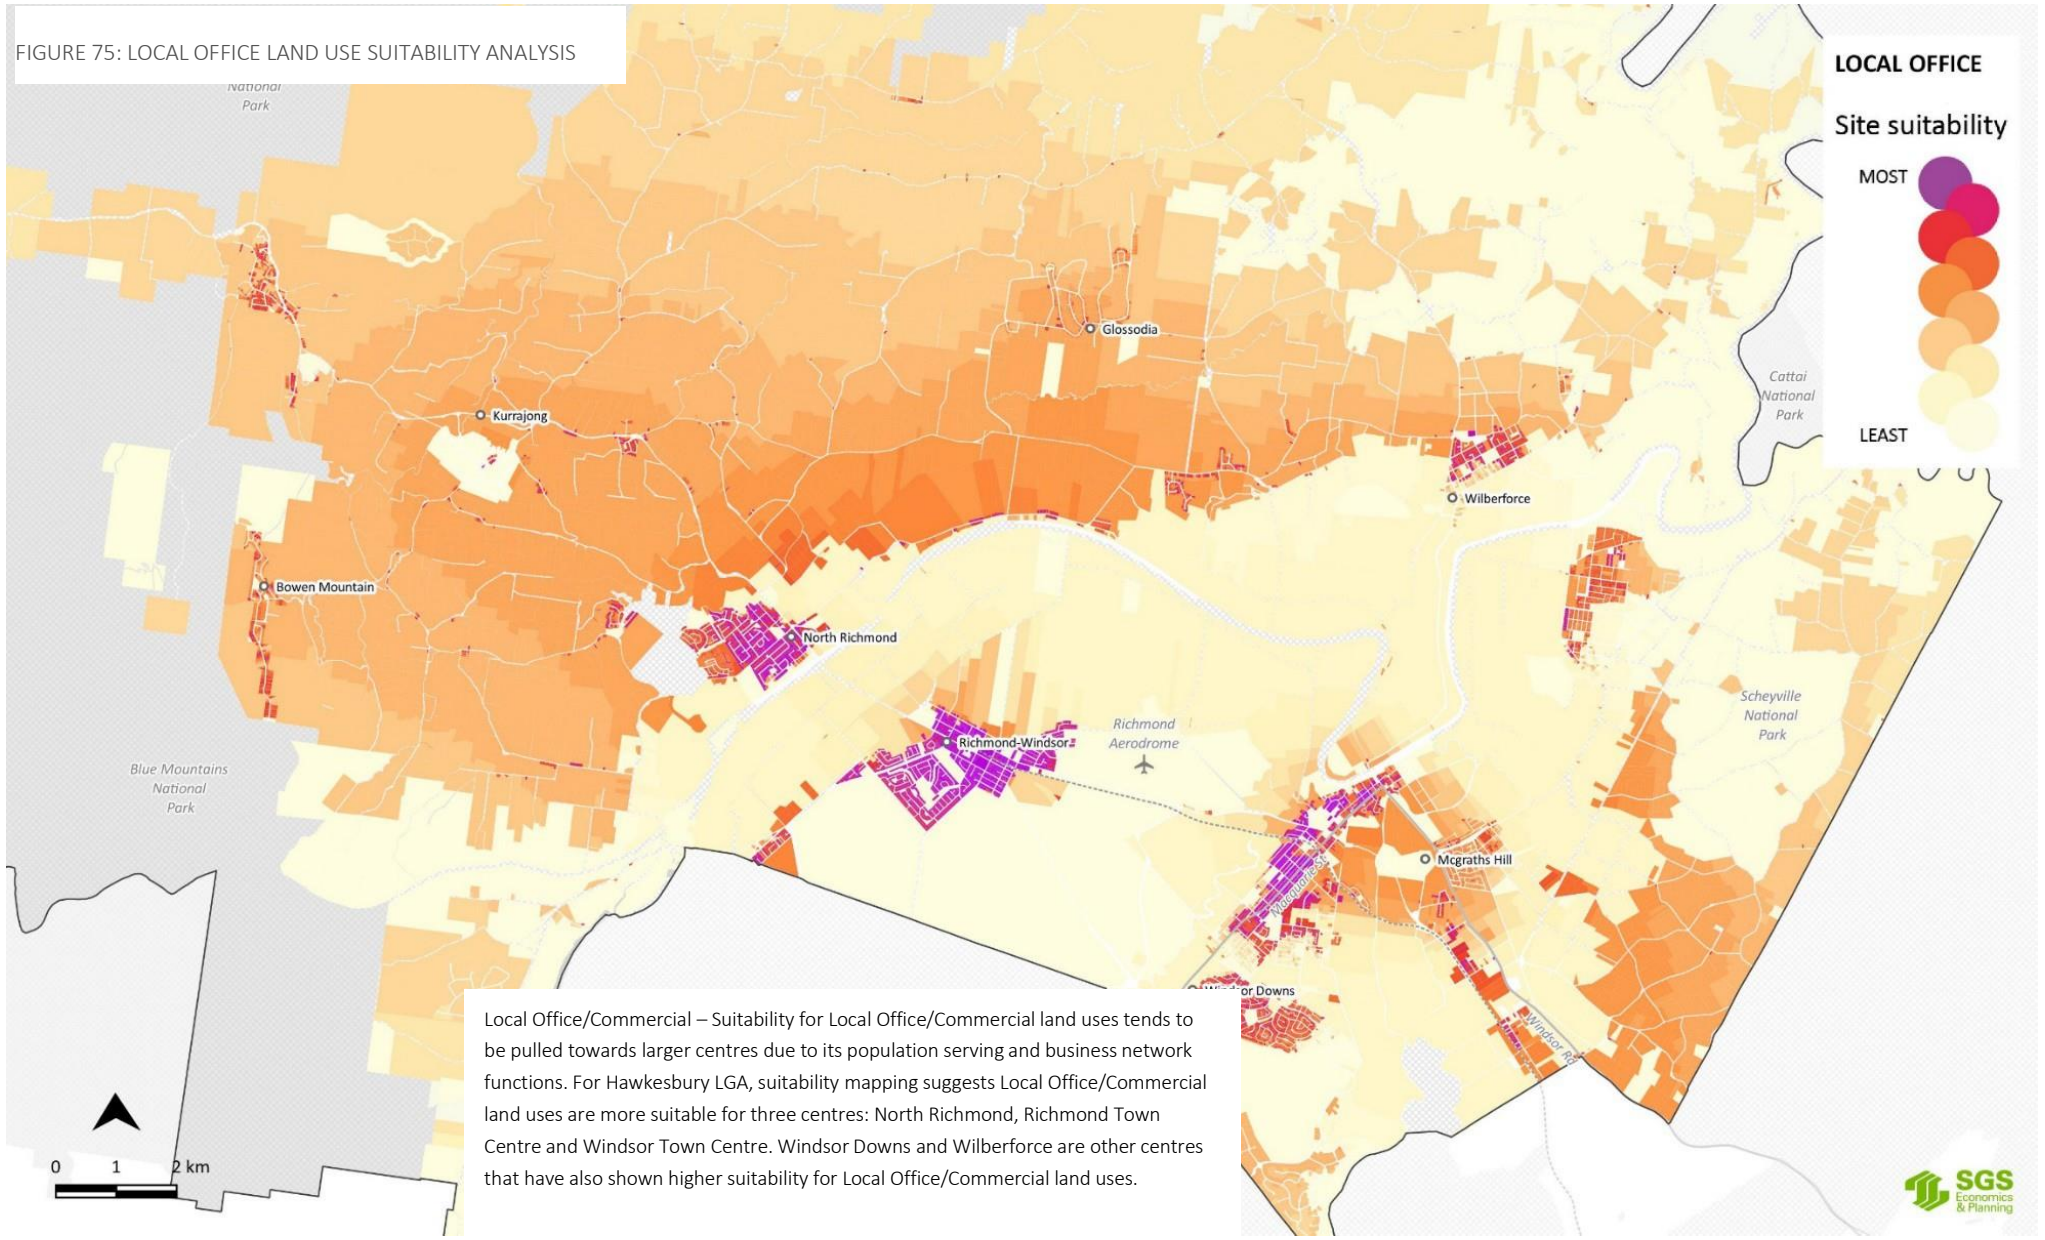 FIGURE 75: LOCAL OFFICE LAND USE SUITABILITY ANALYSIS
National
Park
LOCAL OFFICE
Site suitability
MOST
LEAST
Glossodia
Cattai
National
Park
Kurrajong
Wilberforce
Bowen Mountain
North Richmond
Scheyville
National
Park
Richmond
Aerodrome
Richmond-Windsor
Blue Mountains
National
Park
Mcgraths Hill
Macquarie St
Windsor Downs
Windsor Rd
Local Office/Commercial – Suitability for Local Office/Commercial land uses tends to
be pulled towards larger centres due to its population serving and business network
functions. For Hawkesbury LGA, suitability mapping suggests Local Office/Commercial
land uses are more suitable for three centres: North Richmond, Richmond Town
Centre and Windsor Town Centre. Windsor Downs and Wilberforce are other centres
that have also shown higher suitability for Local Office/Commercial land uses.
0 1 2 km
SGS
Economics
& Planning